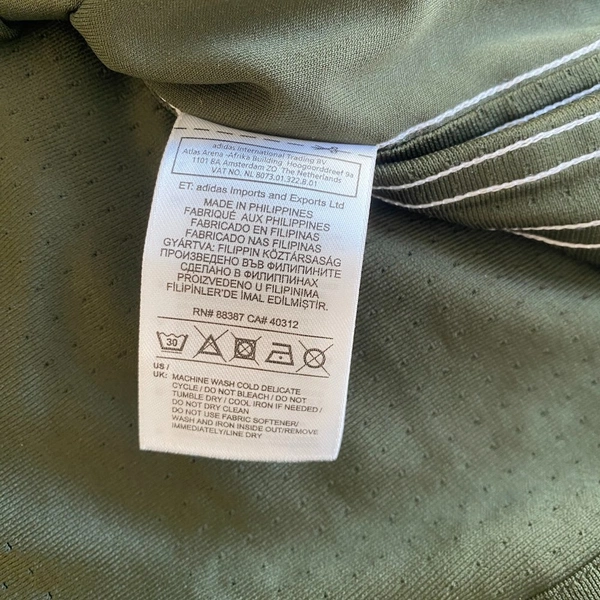 adidas International Trading BV
Atlas Arena -Afrika Building Hoogoorddreef 9a
1101 BA Amsterdam ZO The Netherlands
VAT NO. NL 8073.01.322.B.01
ET: adidas Imports and Exports Ltd
MADE IN PHILIPPINES
FABRIQUÉ AUX PHILIPPINES
FABRICADO EN FILIPINAS
FABRICADO NAS FILIPINAS
GYÁRTVA: FILIPPIN KÖZTÁRSASÁG
ПРОИЗВЕДЕНО ВЪВ ФИЛИПИНИТЕ
СДЕЛАНО В ФИЛИППИНАХ
PROIZVEDENO U FILIPINIMA
FİLİPİNLER'DE İMAL EDİLMİŞTİR.
RN# 88387 CA# 40312
30
us /
UK: MACHINE WASH COLD DELICATE
CYCLE / DO NOT BLEACH / DO NOT
TUMBLE DRY / COOL IRON IF NEEDED /
DO NOT DRY CLEAN
DO NOT USE FABRIC SOFTENER/
WASH AND IRON INSIDE OUT/REMOVE
IMMEDIATELY/LINE DRY